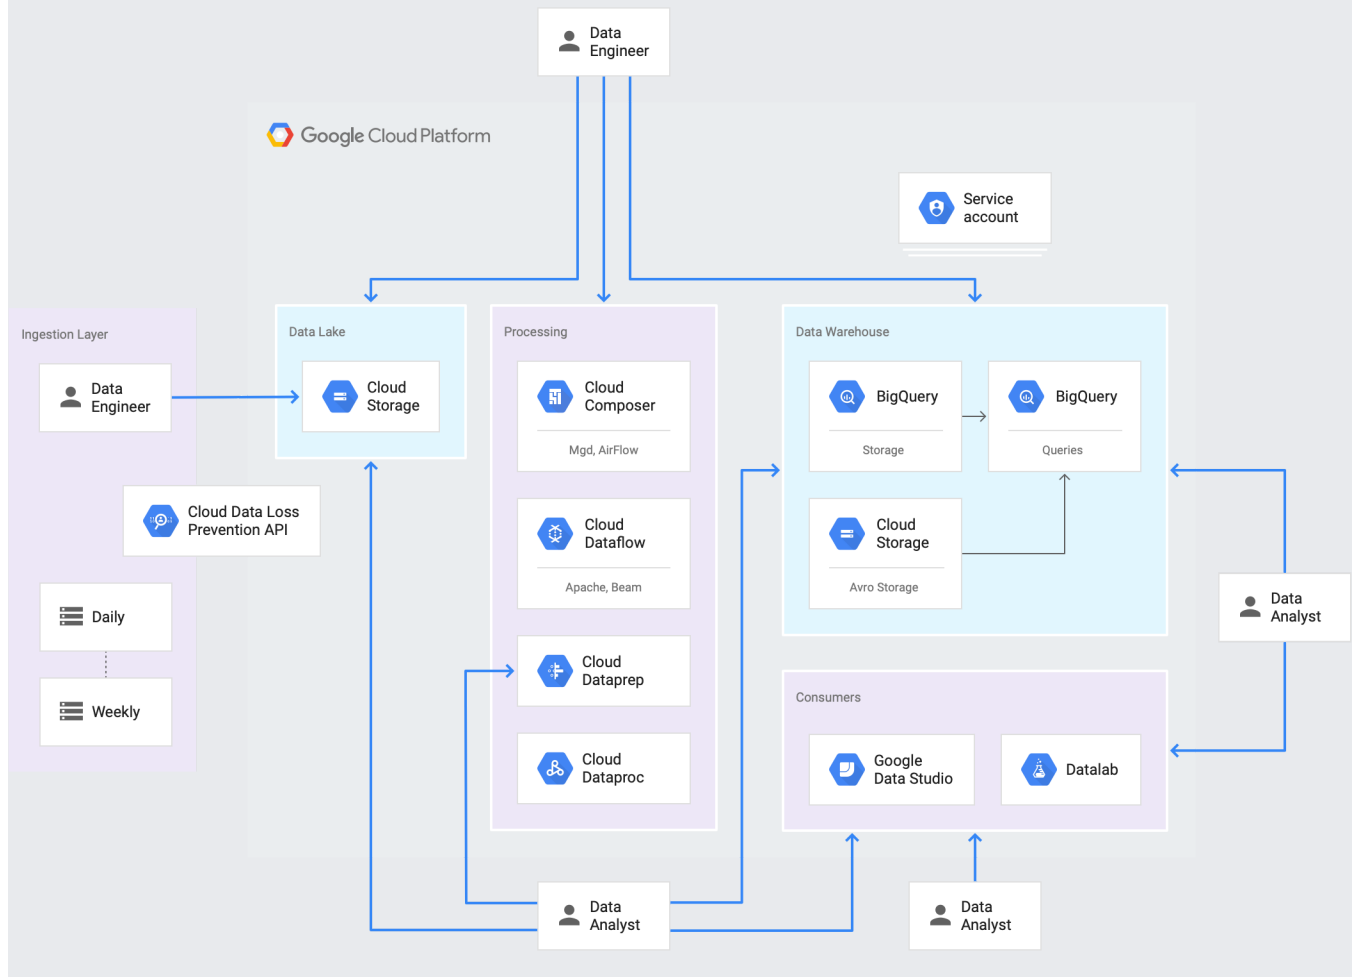 Data
Engineer
Google Cloud Platform
Service
account
Ingestion Layer
Data
Engineer
Cloud Data Loss
Prevention API
Daily
Weekly
Data Lake
Cloud
Storage
Processing
Cloud
Composer
Mgd, AirFlow
Cloud
Dataflow
Apache, Beam
Cloud
Dataprep
Cloud
Dataproc
Data Warehouse
BigQuery
Storage
BigQuery
Queries
Cloud
Storage
Avro Storage
Consumers
Google
Data Studio
Datalab
Data
Analyst
Data
Analyst
Data
Analyst